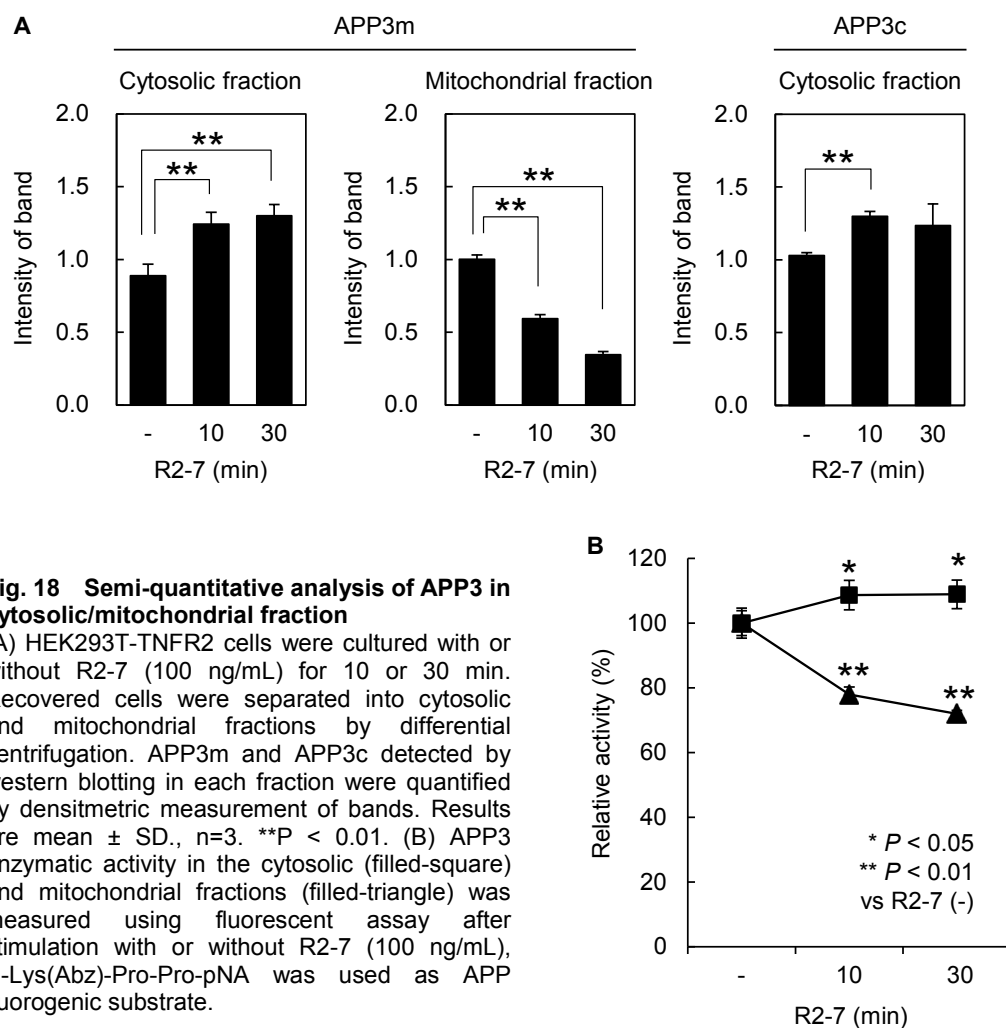 A
APP3m
APP3c
Cytosolic fraction
Mitochondrial fraction
Cytosolic fraction
Intensity of band
2.0
1.5
1.0
0.5
0.0
**
**
- 10 30
R2-7 (min)
Intensity of band
2.0
1.5
1.0
0.5
0.0
**
**
- 10 30
R2-7 (min)
Intensity of band
2.0
1.5
1.0
0.5
0.0
**
- 10 30
R2-7 (min)
ig. 18 Semi-quantitative analysis of APP3 in
ytosolic/mitochondrial fraction
A) HEK293T-TNFR2 cells were cultured with or
ithout R2-7 (100 ng/mL) for 10 or 30 min.
ecovered cells were separated into cytosolic
nd mitochondrial fractions by differential
entrifugation. APP3m and APP3c detected by
estern blotting in each fraction were quantified
y densitmetric measurement of bands. Results
re mean ± SD., n=3. **P < 0.01. (B) APP3
nzymatic activity in the cytosolic (filled-square)
nd mitochondrial fractions (filled-triangle) was
easured using fluorescent assay after
timulation with or without R2-7 (100 ng/mL),
-Lys(Abz)-Pro-Pro-pNA was used as APP
uorogenic substrate.
B
Relative activity (%)
120
100
80
60
40
20
0
* *
** **
* P < 0.05
** P < 0.01
vs R2-7 (-)
- 10 30
R2-7 (min)